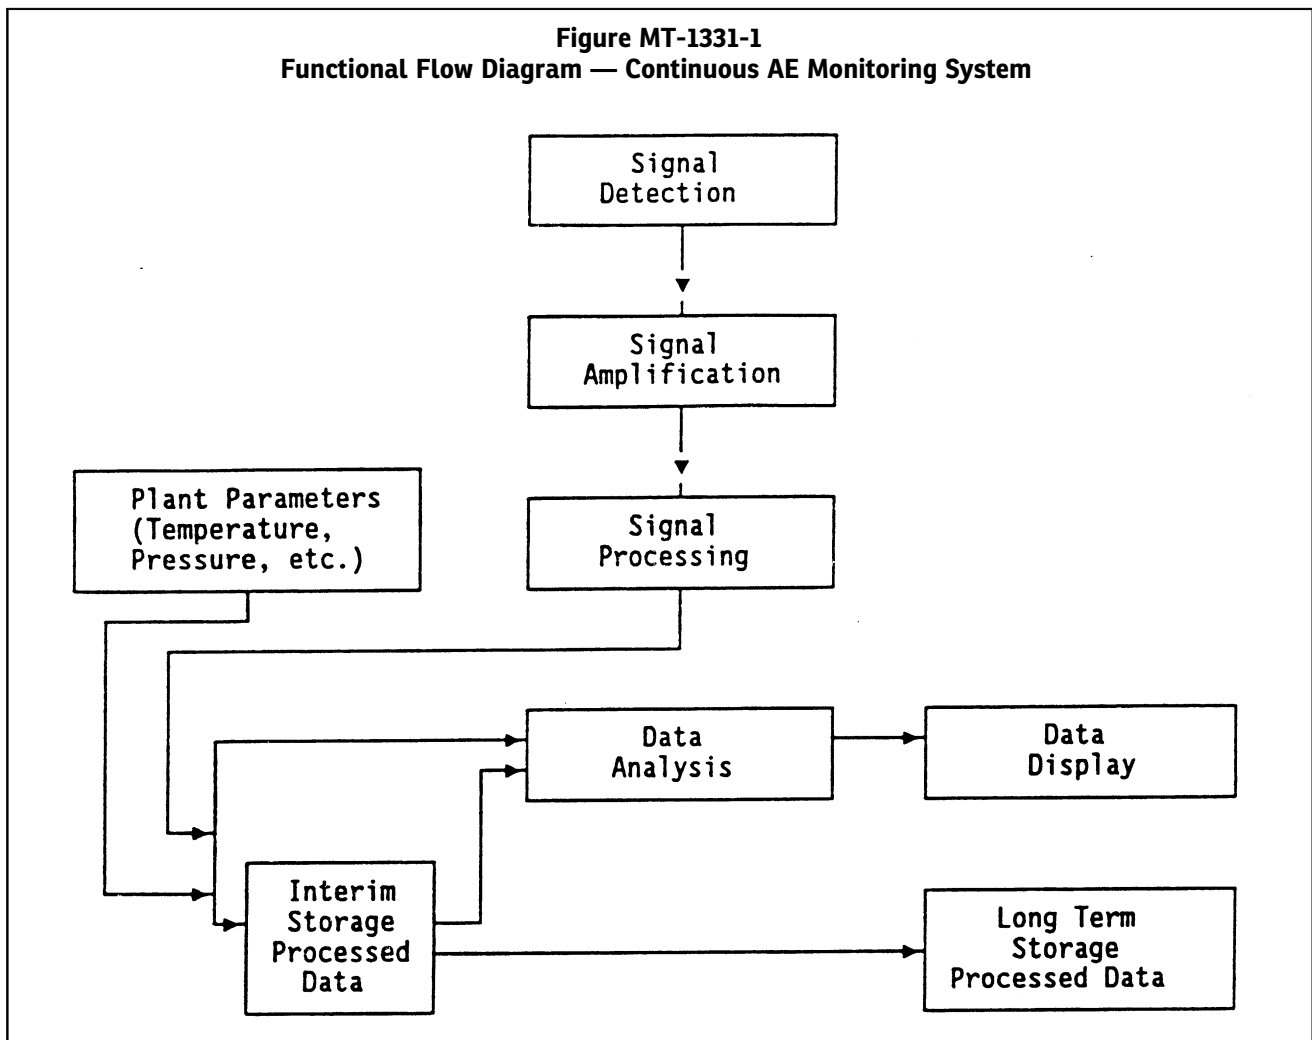 Figure MT-1331-1
Functional Flow Diagram — Continuous AE Monitoring System
Signal
Detection
Signal
Amplification
Plant Parameters
(Temperature,
Pressure, etc.)
Signal
Processing
Data
Analysis
Data
Display
Interim
Storage
Processed
Data
Long Term
Storage
Processed Data